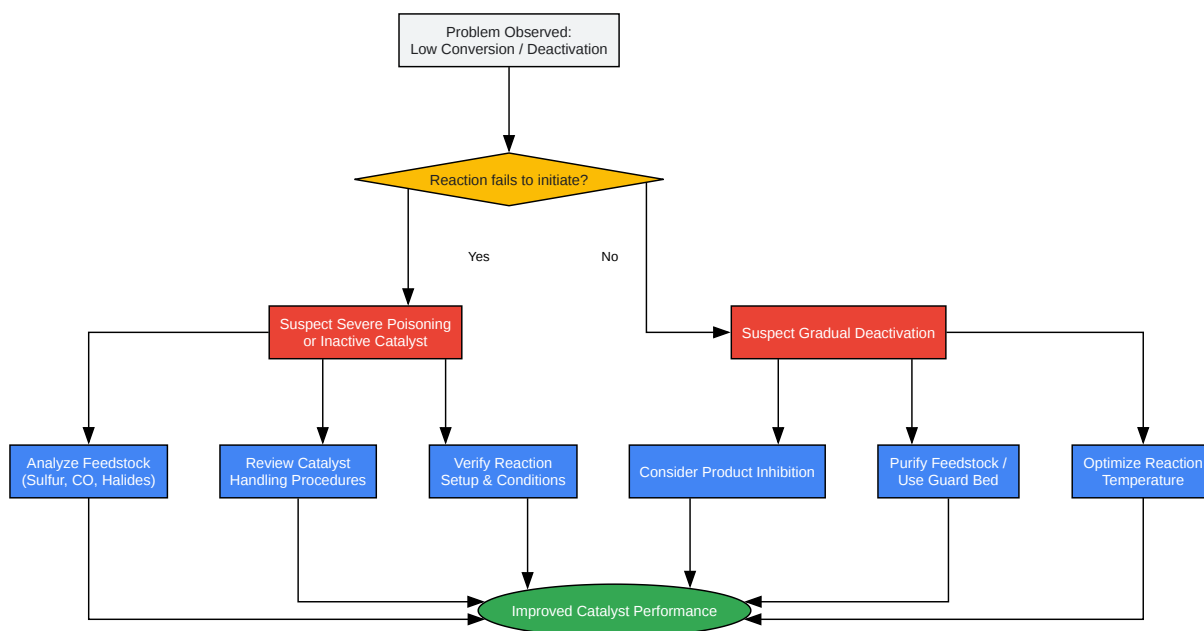 Problem Observed:
Low Conversion / Deactivation
Reaction fails to initiate?
Yes
No
Suspect Severe Poisoning
or Inactive Catalyst
Suspect Gradual Deactivation
Analyze Feedstock
(Sulfur, CO, Halides)
Review Catalyst
Handling Procedures
Verify Reaction
Setup & Conditions
Consider Product Inhibition
Purify Feedstock /
Use Guard Bed
Optimize Reaction
Temperature
Improved Catalyst Performance